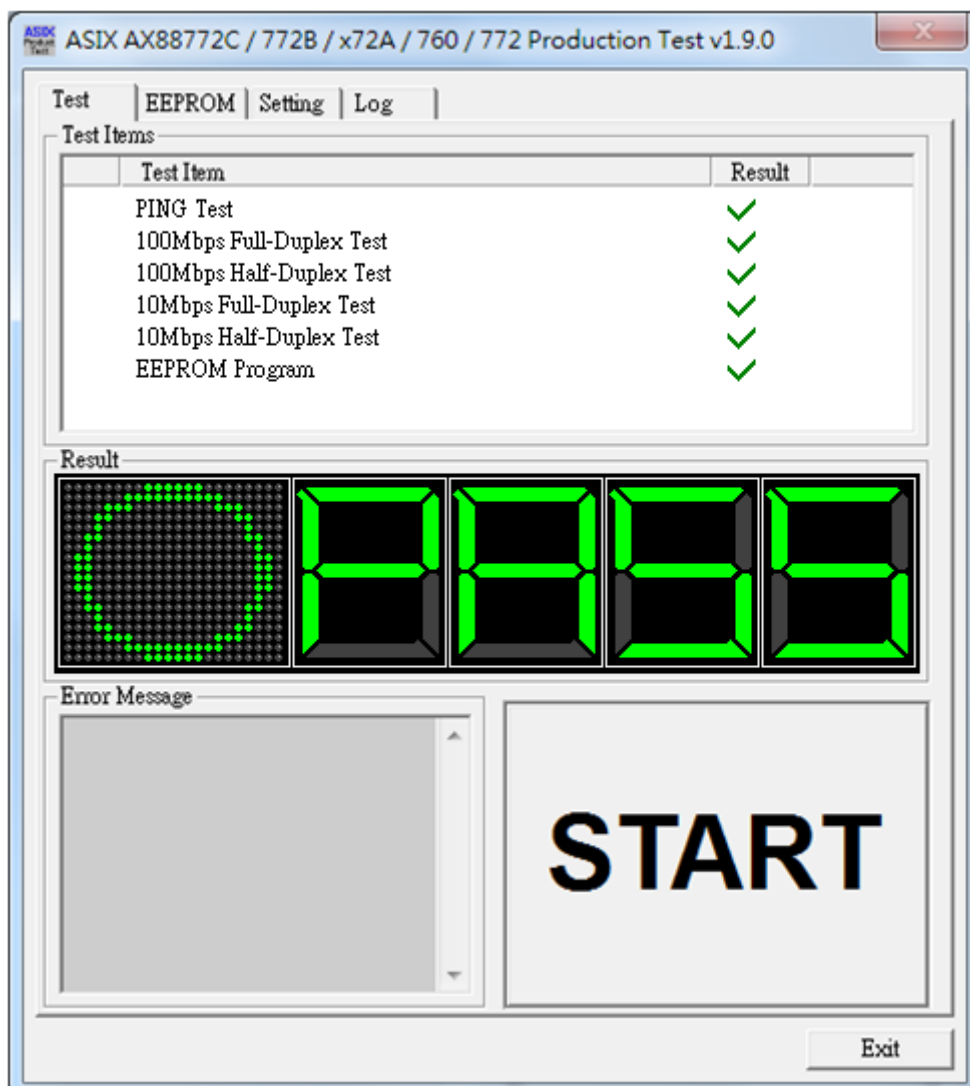 ASIX AX88772C / 772B / x72A / 760 / 772 Production Test v1.9.0
Test EEPROM Setting Log
Test Items
Test Item Result
PING Test
100Mbps Full-Duplex Test
100Mbps Half-Duplex Test
10Mbps Full-Duplex Test
10Mbps Half-Duplex Test
EEPROM Program
Result
PASS
Error Message
START
Exit